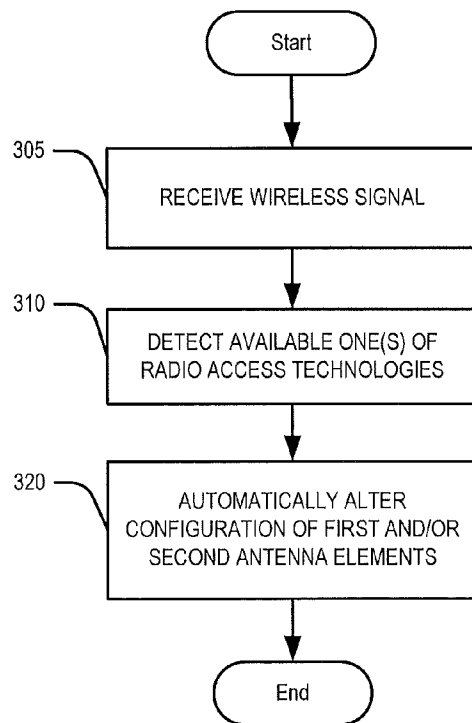 Start
305
RECEIVE WIRELESS SIGNAL
310
DETECT AVAILABLE ONE(S) OF
RADIO ACCESS TECHNOLOGIES
320
AUTOMATICALLY ALTER
CONFIGURATION OF FIRST AND/OR
SECOND ANTENNA ELEMENTS
End